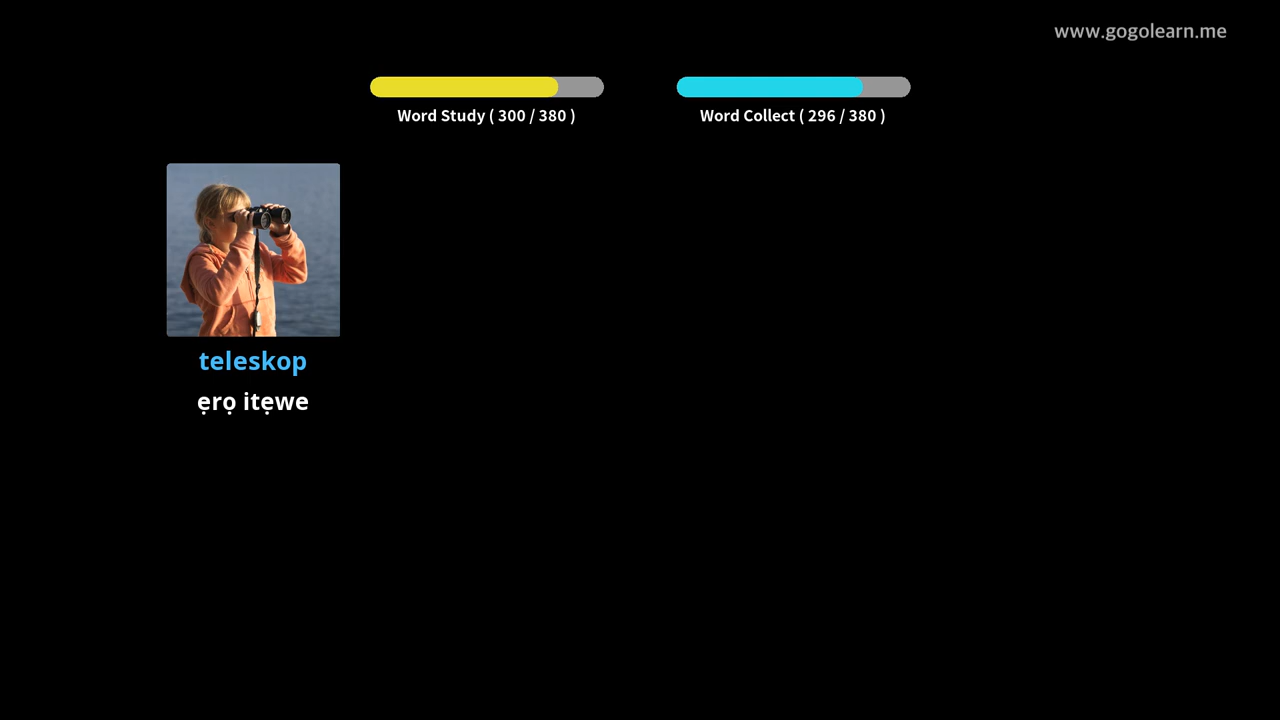 www.gogolearn.me
Word Study ( 300 / 380 )
Word Collect ( 296 / 380 )
teleskop
ẹrọ itẹwe